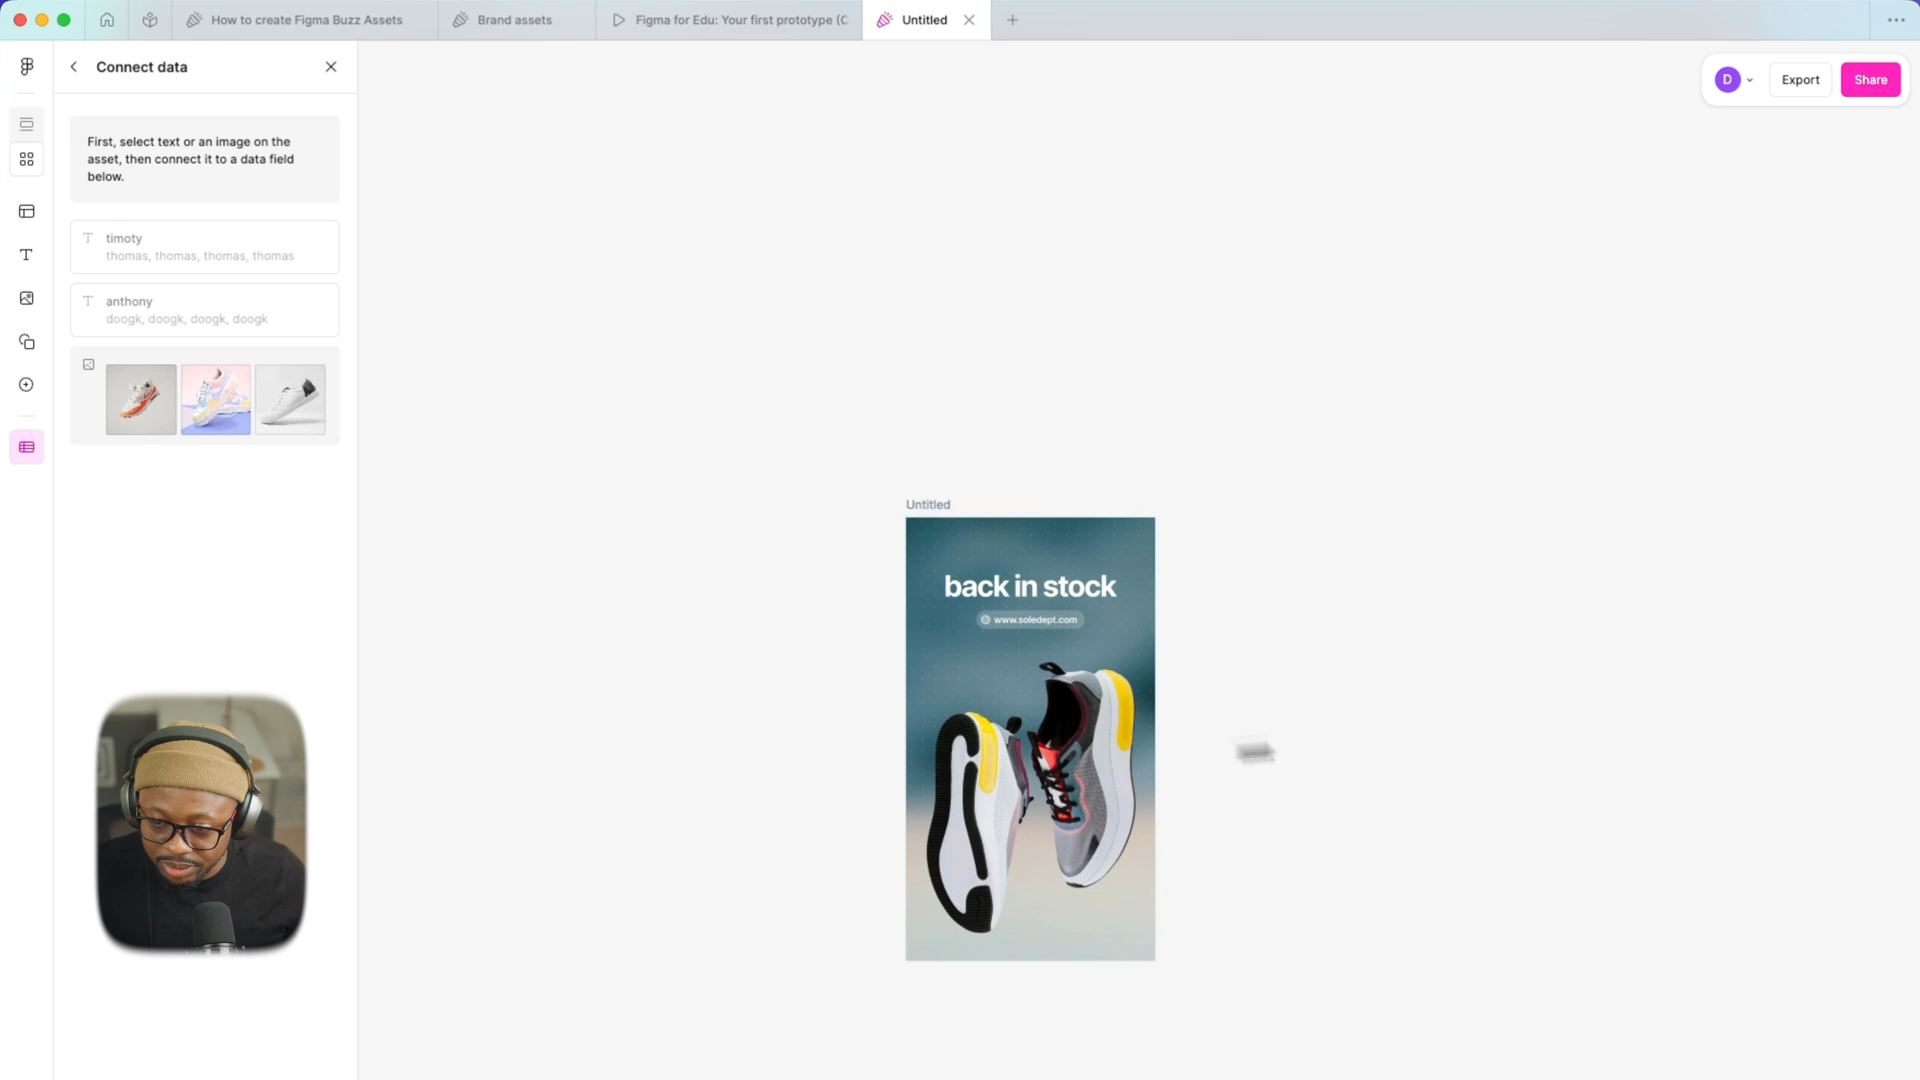 How to create Figma Buzz Assets
Brand assets
Figma for Edu: Your first prototype (C
Untitled
Connect data
D
Export
Share
First, select text or an image on the
asset, then connect it to a data field
below.
timoty
thomas, thomas, thomas, thomas
anthony
doogk, doogk, doogk, doogk
Untitled
back in stock
www.soledept.com